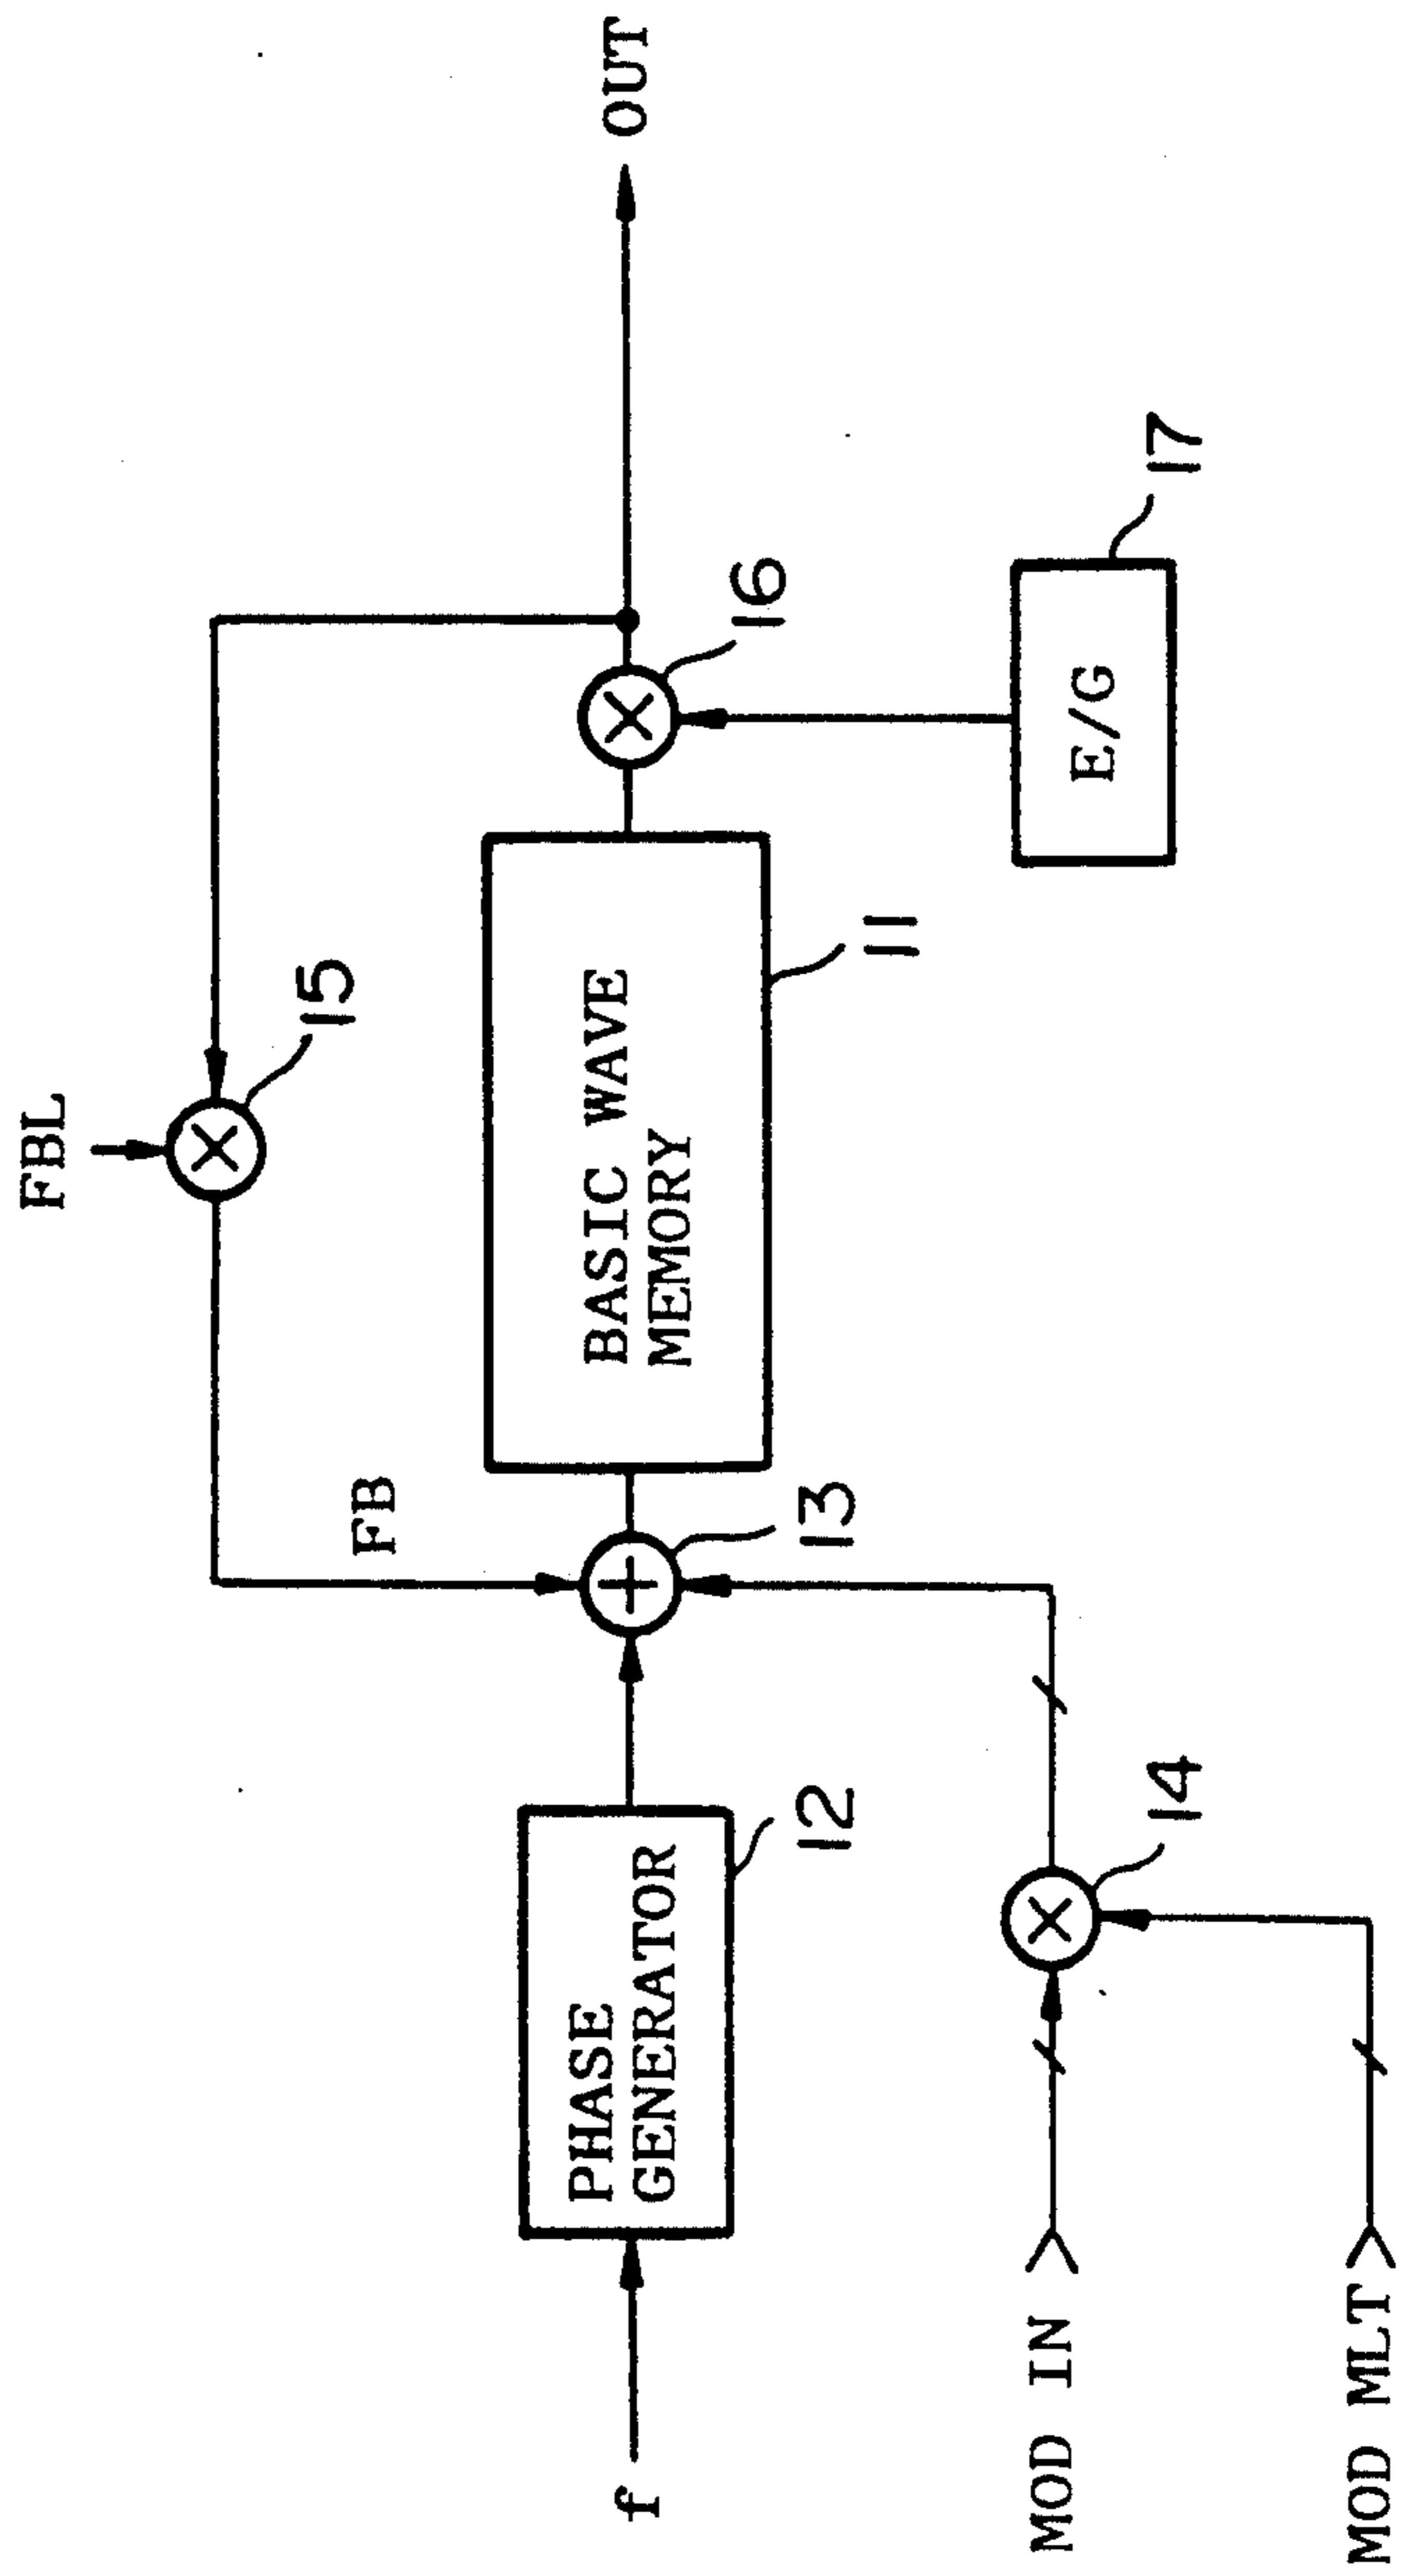 FBL
15
FB
f
PHASE
GENERATOR
12
13
BASIC WAVE
MEMORY
11
16
OUT
MOD IN
14
MOD MLT
E/G
17